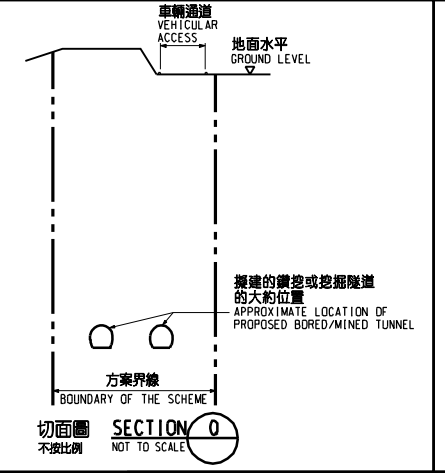 車輛通道
VEHICULAR
ACCESS
地面水平
GROUND LEVEL
擬建的鑽挖或挖掘隧道
的大約位置
APPROXIMATE LOCATION OF
PROPOSED BORED/MINED TUNNEL
方案界線
BOUNDARY OF THE SCHEME
切面圖 SECTION O
不按比例 NOT TO SCALE